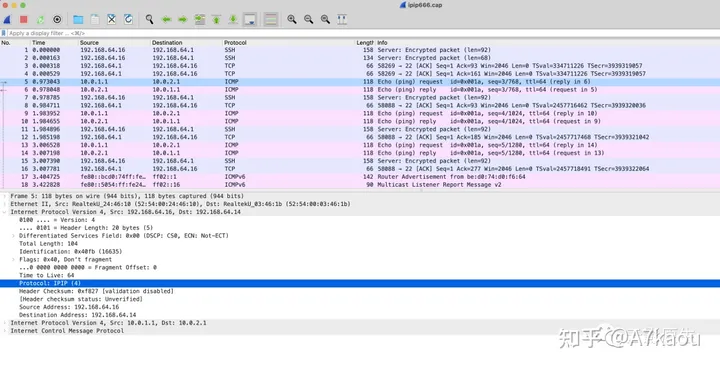 ipip666.cap
Apply a display filter ... <⌘/>
No. Time Source Destination Protocol Length Info
1 0.000000 192.168.64.16 192.168.64.1 SSH 158 Server: Encrypted packet (len=92)
2 0.000163 192.168.64.16 192.168.64.1 SSH 134 Server: Encrypted packet (len=68)
3 0.000318 192.168.64.1 192.168.64.16 TCP 66 58269 → 22 [ACK] Seq=1 Ack=93 Win=2046 Len=0 TSval=334711226 TSecr=3939319057
4 0.000529 192.168.64.1 192.168.64.16 TCP 66 58269 → 22 [ACK] Seq=1 Ack=161 Win=2046 Len=0 TSval=334711226 TSecr=3939319057
5 0.973043 10.0.1.1 10.0.2.1 ICMP 118 Echo (ping) request id=0x001a, seq=3/768, ttl=64 (reply in 6)
6 0.978048 10.0.2.1 10.0.1.1 ICMP 118 Echo (ping) reply id=0x001a, seq=3/768, ttl=64 (request in 5)
7 0.978785 192.168.64.16 192.168.64.1 SSH 158 Server: Encrypted packet (len=92)
8 0.984711 192.168.64.1 192.168.64.16 TCP 66 58088 → 22 [ACK] Seq=1 Ack=93 Win=2046 Len=0 TSval=2457716462 TSecr=3939320036
9 1.983952 10.0.1.1 10.0.2.1 ICMP 118 Echo (ping) request id=0x001a, seq=4/1024, ttl=64 (reply in 10)
10 1.984655 10.0.2.1 10.0.1.1 ICMP 118 Echo (ping) reply id=0x001a, seq=4/1024, ttl=64 (request in 9)
11 1.984896 192.168.64.16 192.168.64.1 SSH 158 Server: Encrypted packet (len=92)
12 1.985198 192.168.64.1 192.168.64.16 TCP 66 58088 → 22 [ACK] Seq=1 Ack=185 Win=2046 Len=0 TSval=2457717468 TSecr=3939321042
13 3.006528 10.0.1.1 10.0.2.1 ICMP 118 Echo (ping) request id=0x001a, seq=5/1280, ttl=64 (reply in 14)
14 3.007198 10.0.2.1 10.0.1.1 ICMP 118 Echo (ping) reply id=0x001a, seq=5/1280, ttl=64 (request in 13)
15 3.007390 192.168.64.16 192.168.64.1 SSH 158 Server: Encrypted packet (len=92)
16 3.007781 192.168.64.1 192.168.64.16 TCP 66 58088 → 22 [ACK] Seq=1 Ack=277 Win=2046 Len=0 TSval=2457718491 TSecr=3939322064
17 3.404725 fe80::bcd0:74ff:fe… ff02::1 ICMPv6 142 Router Advertisement from be:d0:74:d0:f6:64
18 3.422828 fe80::5054:ff:fe24… ff02::16 ICMPv6 90 Multicast Listener Report Message v2
Frame 5: 118 bytes on wire (944 bits), 118 bytes captured (944 bits)
Ethernet II, Src: RealtekU_24:46:10 (52:54:00:24:46:10), Dst: RealtekU_03:46:1b (52:54:00:03:46:1b)
Internet Protocol Version 4, Src: 192.168.64.16, Dst: 192.168.64.14
0100 .... = Version: 4
.... 0101 = Header Length: 20 bytes (5)
Differentiated Services Field: 0x00 (DSCP: CS0, ECN: Not-ECT)
Total Length: 104
Identification: 0x40fb (16635)
Flags: 0x40, Don't fragment
...0 0000 0000 0000 = Fragment Offset: 0
Time to Live: 64
Protocol: IPIP (4)
Header Checksum: 0xf827 [validation disabled]
[Header checksum status: Unverified]
Source Address: 192.168.64.16
Destination Address: 192.168.64.14
Internet Protocol Version 4, Src: 10.0.1.1, Dst: 10.0.2.1
Internet Control Message Protocol
知乎 @A7kaou